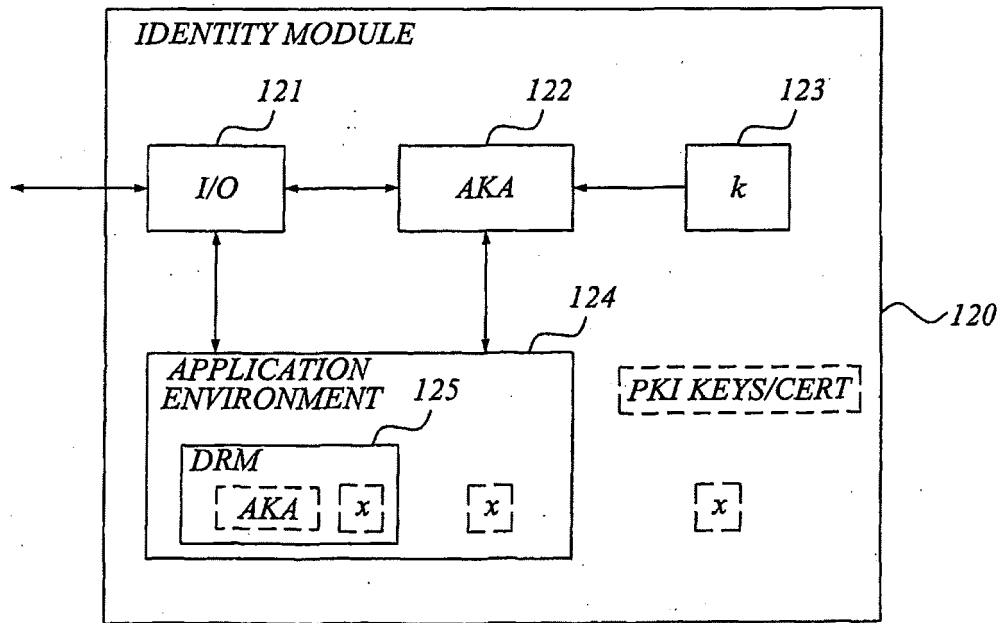 IDENTITY MODULE
121
122
123
I/O
AKA
k
124
120
APPLICATION
ENVIRONMENT
PKI KEYS/CERT
125
DRM
AKA
x
x
x